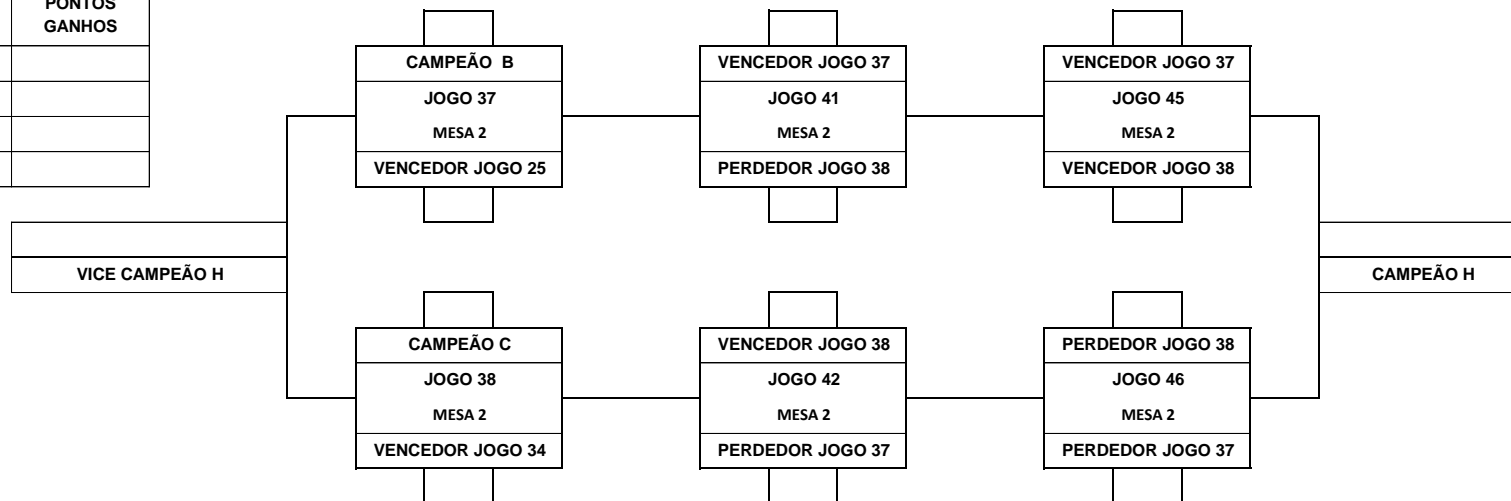 PONTOS
GANHOS
CAMPEÃO B
JOGO 37
MESA 2
VENCEDOR JOGO 25
VENCEDOR JOGO 37
JOGO 41
MESA 2
PERDEDOR JOGO 38
VENCEDOR JOGO 37
JOGO 45
MESA 2
VENCEDOR JOGO 38
VICE CAMPEÃO H
CAMPEÃO H
CAMPEÃO C
JOGO 38
MESA 2
VENCEDOR JOGO 34
VENCEDOR JOGO 38
JOGO 42
MESA 2
PERDEDOR JOGO 37
PERDEDOR JOGO 38
JOGO 46
MESA 2
PERDEDOR JOGO 37